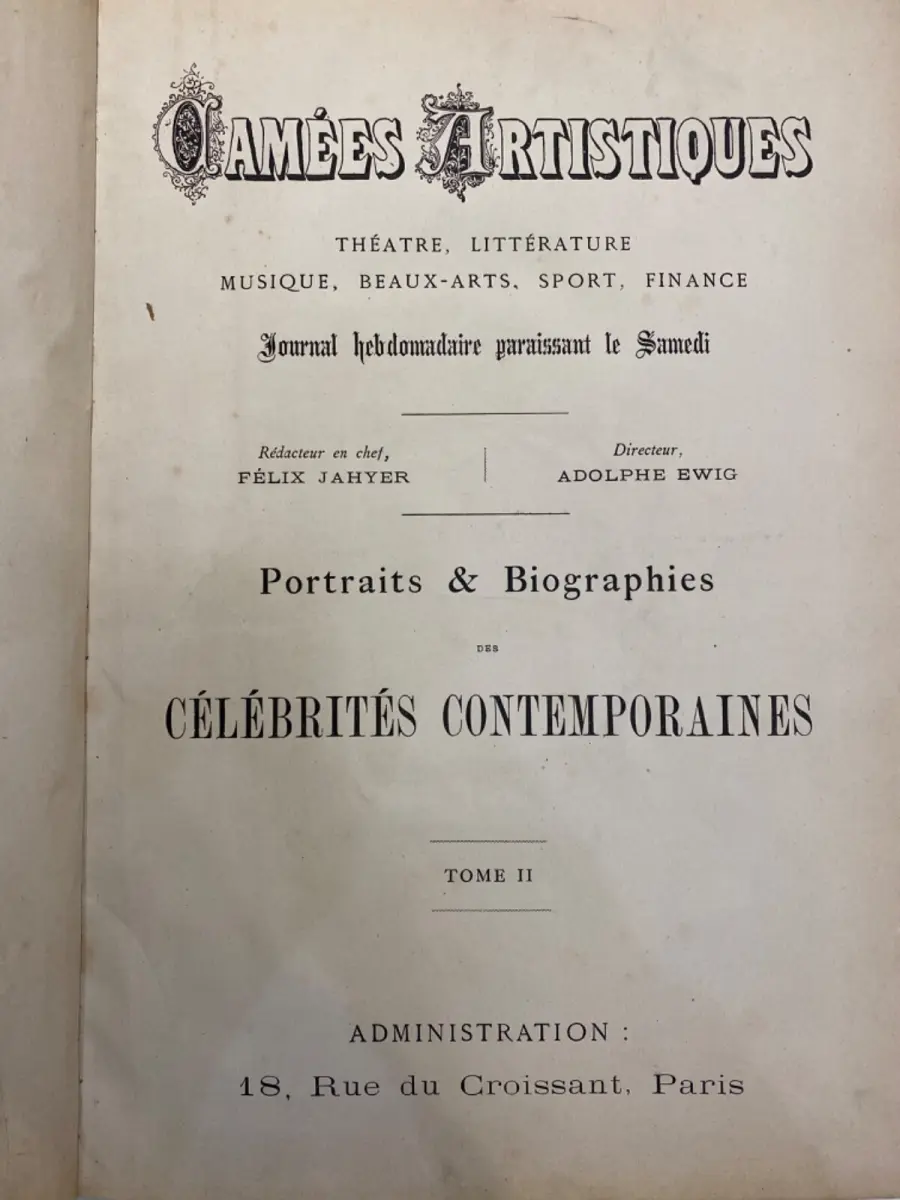 CAMÉES ARTISTIQUES
THÉATRE, LITTÉRATURE
MUSIQUE, BEAUX-ARTS, SPORT, FINANCE
Journal hebdomadaire paraissant le Samedi
Rédacteur en chef,
FÉLIX JAHYER
Directeur,
ADOLPHE EWIG
Portraits & Biographies
DES
CÉLÉBRITÉS CONTEMPORAINES
TOME II
ADMINISTRATION :
18, Rue du Croissant, Paris